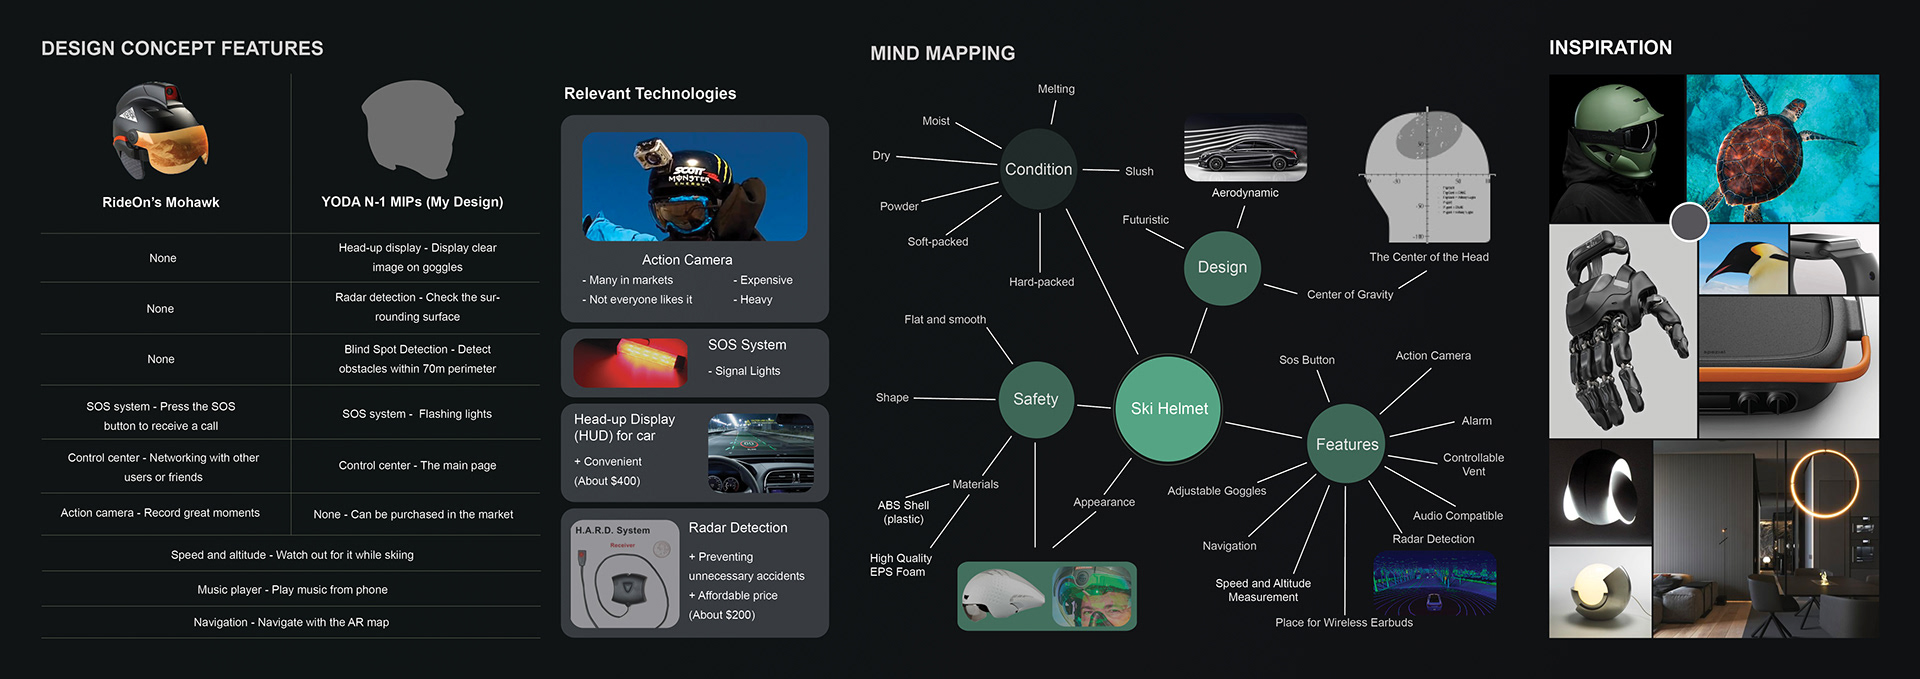 DESIGN CONCEPT FEATURES
RideOn's Mohawk
YODA N-1 MIPs (My Design)
None
Head-up display - Display clear
image on goggles
None
Radar detection - Check the sur-
rounding surface
None
Blind Spot Detection - Detect
obstacles within 70m perimeter
SOS system - Press the SOS
button to receive a call
SOS system - Flashing lights
Control center - Networking with other
users or friends
Control center - The main page
Action camera - Record great moments
None - Can be purchased in the market
Speed and altitude - Watch out for it while skiing
Music player - Play music from phone
Navigation - Navigate with the AR map
Relevant Technologies
SCOTT
MONSTER
ENERGY
Action Camera
- Many in markets
- Expensive
- Not everyone likes it
- Heavy
SOS System
- Signal Lights
Head-up Display
(HUD) for car
+ Convenient
(About $400)
H.A.R.D. System
Receiver
Radar Detection
+ Preventing
unnecessary accidents
+ Affordable price
(About $200)
MIND MAPPING
Melting
Moist
Dry
Condition
Slush
Powder
Soft-packed
Hard-packed
Aerodynamic
Futuristic
Design
The Center of the Head
Center of Gravity
Flat and smooth
Shape
Safety
Ski Helmet
Materials
ABS Shell
(plastic)
High Quality
EPS Foam
Appearance
Sos Button
Action Camera
Alarm
Features
Controllable
Vent
Adjustable Goggles
Audio Compatible
Navigation
Radar Detection
Speed and Altitude
Measurement
Place for Wireless Earbuds
INSPIRATION